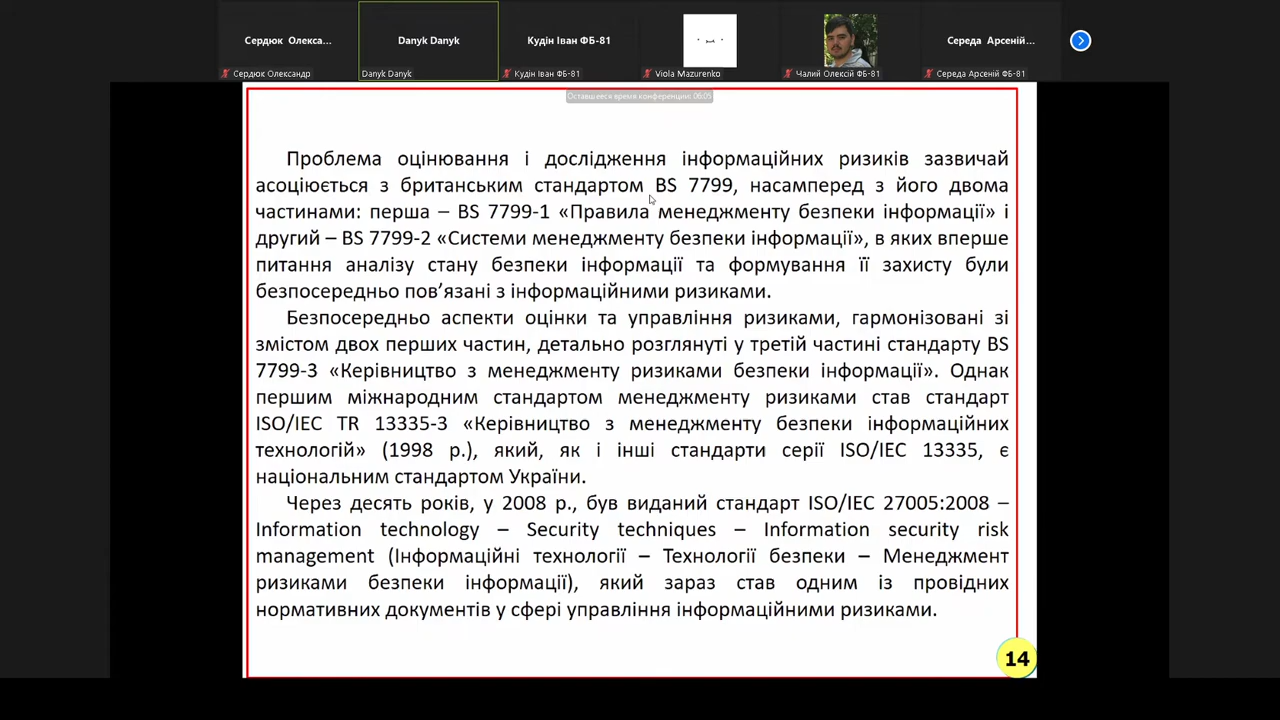 Сердюк Олекса...
Danyk Danyk
Кудін Іван ФБ-81
Середа Арсеній...
Сердюк Олександр
Danyk Danyk
Кудін Іван ФБ-81
Viola Mazurenko
Чалий Олексій ФБ-81
Середа Арсеній ФБ-81
Оставшееся время конференции: 06:05
Проблема оцінювання і дослідження інформаційних ризиків зазвичай
асоціюється з британським стандартом BS 7799, насамперед з його двома
частинами: перша – BS 7799-1 «Правила менеджменту безпеки інформації» і
другий – BS 7799-2 «Системи менеджменту безпеки інформації», в яких вперше
питання аналізу стану безпеки інформації та формування її захисту були
безпосередньо пов’язані з інформаційними ризиками.
Безпосередньо аспекти оцінки та управління ризиками, гармонізовані зі
змістом двох перших частин, детально розглянуті у третій частині стандарту BS
7799-3 «Керівництво з менеджменту ризиками безпеки інформації». Однак
першим міжнародним стандартом менеджменту ризиками став стандарт
ISO/IEC TR 13335-3 «Керівництво з менеджменту безпеки інформаційних
технологій» (1998 р.), який, як і інші стандарти серії ISO/IEC 13335, є
національним стандартом України.
Через десять років, у 2008 р., був виданий стандарт ISO/IEC 27005:2008 –
Information technology – Security techniques – Information security risk
management (Інформаційні технології – Технології безпеки – Менеджмент
ризиками безпеки інформації), який зараз став одним із провідних
нормативних документів у сфері управління інформаційними ризиками.
14